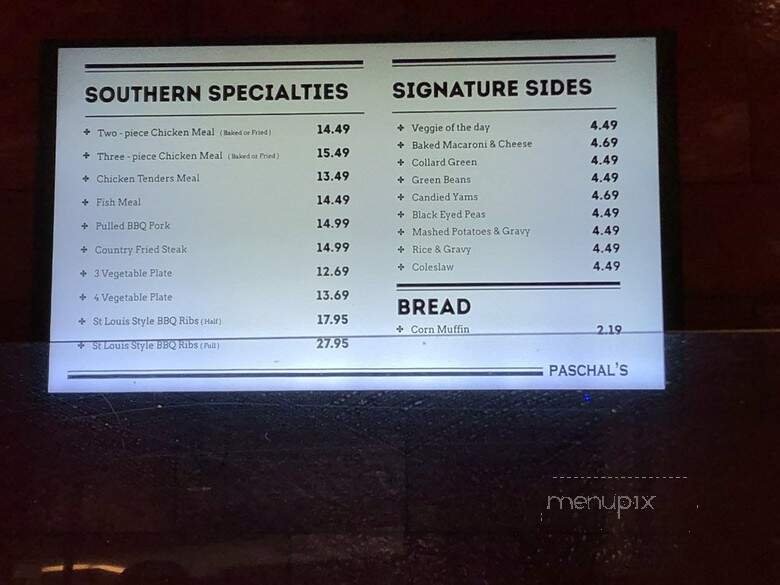 SOUTHERN SPECIALTIES
Two - piece Chicken Meal (Baked or Fried) 14.49
Three - piece Chicken Meal (Baked or Fried) 15.49
Chicken Tenders Meal 13.49
Fish Meal 14.49
Pulled BBQ Pork 14.99
Country Fried Steak 14.99
3 Vegetable Plate 12.69
4 Vegetable Plate 13.69
St Louis Style BBQ Ribs (Half) 17.95
St Louis Style BBQ Ribs (Full) 27.95
SIGNATURE SIDES
Veggie of the day 4.49
Baked Macaroni & Cheese 4.69
Collard Green 4.49
Green Beans 4.49
Candied Yams 4.69
Black Eyed Peas 4.49
Mashed Potatoes & Gravy 4.49
Rice & Gravy 4.49
Coleslaw 4.49
BREAD
Corn Muffin 2.19
PASCHAL'S
menupix